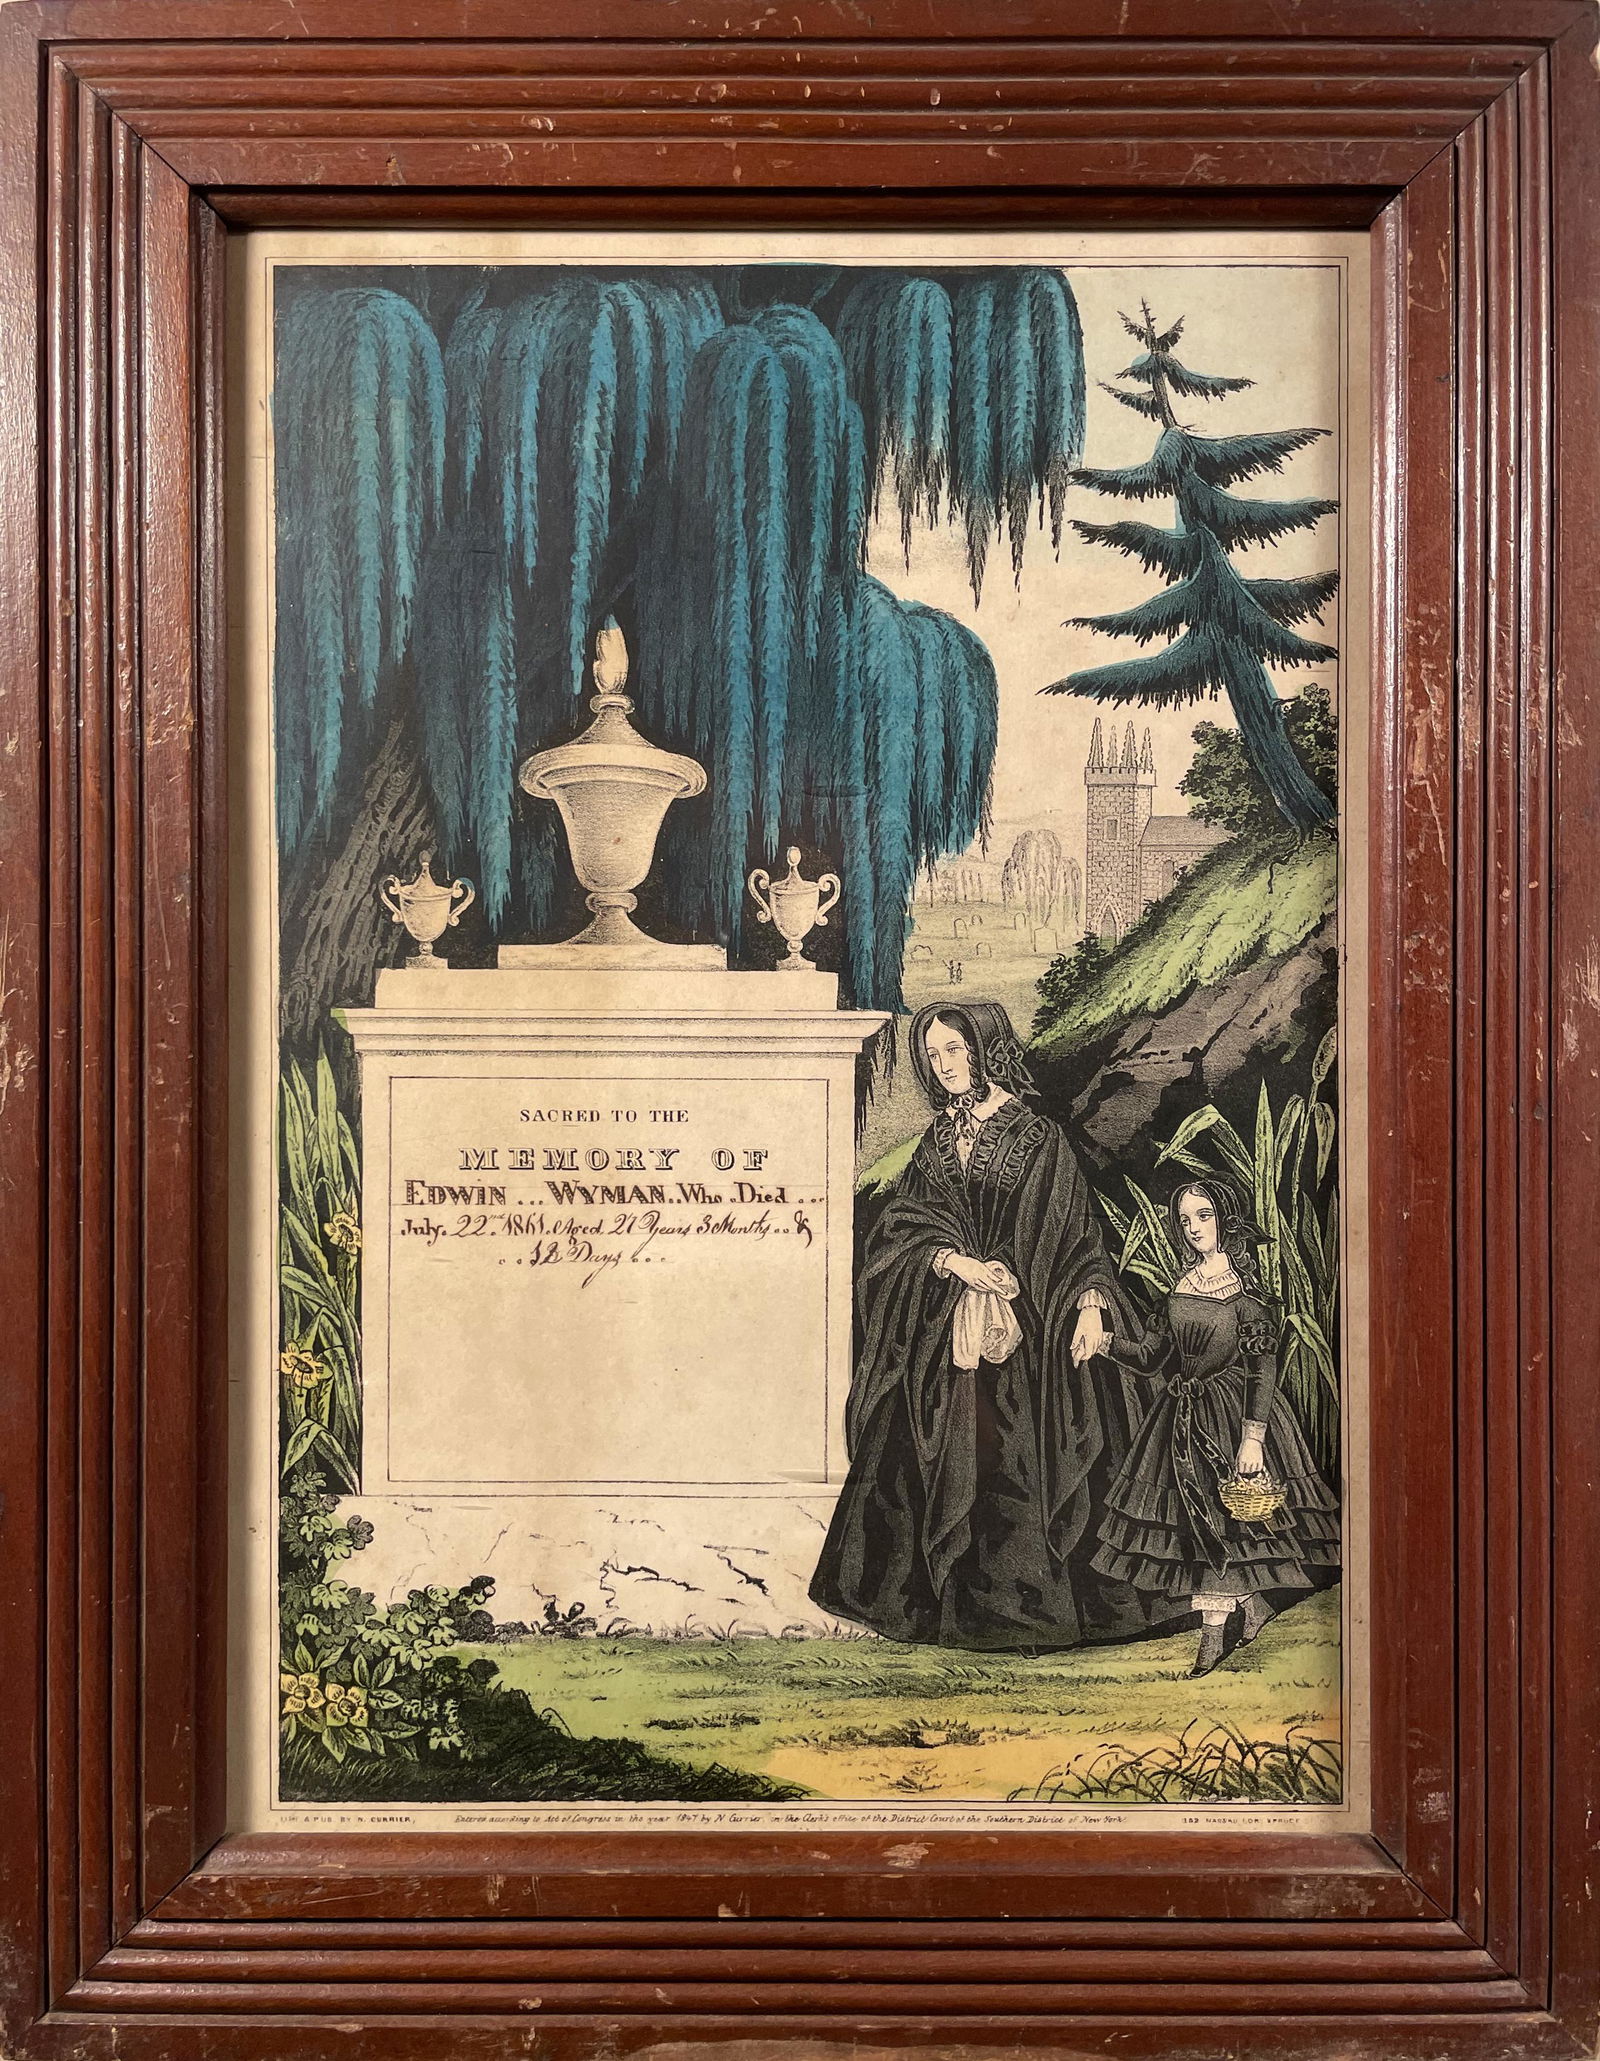 SACRED TO THE
MEMORY OF
EDWIN ... WYMAN.. Who .. Died ...
July. 22nd. 1861. Aged 27 Years 3 Months .. &
.. Days ...
LITH & PUB BY N. CURRIER,
Entered according to Act of Congress in the year 1847 by N Currier, in the Clerk's office of the District Court of the Southern District of New York
152 NASSAU COR. SPRUCE